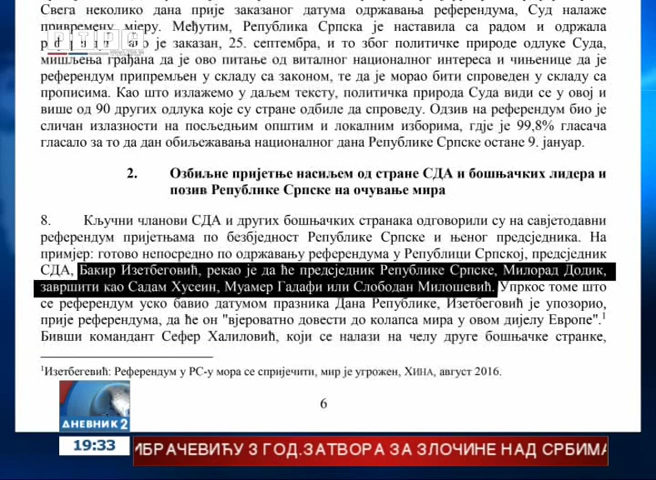 Свега неколико дана прије заказаног датума одржавања референдума, Суд налаже
привремену мјеру. Међутим, Република Српска је наставила са радом и одржала
је заказан, 25. септембра, и то због политичке природе одлуке Суда,
мишљења грађана да је ово питање од виталног националног интереса и чињенице да је
референдум припремљен у складу са законом, те да је морао бити спроведен у складу са
прописима. Као што излажемо у даљем тексту, политичка природа Суда види се у овој и
више од 90 других одлука које су стране одбиле да спроведу. Одзив на референдум био је
сличан излазности на посљедњим општим и локалним изборима, гдје је 99,8% гласача
гласало за то да дан обиљежавања националног дана Републике Српске остане 9. јануар.
2. Озбиљне пријетње насиљем од стране СДА и бошњачких лидера и
позив Републике Српске на очување мира
8. Кључни чланови СДА и других бошњачких странака одговорили су на савјетодавни
референдум пријетњама по безбједност Републике Српске и њеног предсједника. На
примјер: готово непосредно по одржавању референдума у Републици Српској, предсједник
СДА, Бакир Изетбеговић, рекао је да ће предсједник Републике Српске, Милорад Додик,
завршити као Садам Хусеин, Муамер Гадафи или Слободан Милошевић. Упркос томе што
се референдум уско бавио датумом празника Дана Републике, Изетбеговић је упозорио,
прије референдума, да ће он "вјероватно довести до колапса мира у овом дијелу Европе".1
Бивши командант Сефер Халиловић, који се налази на челу друге бошњачке странке,
1Изетбегевић: Референдум у РС-у мора се спријечити, мир је угрожен, ХИНА, август 2016.
6
ДНЕВНИК 2
19:33
ИБРАЧЕВИЋУ 3 ГОД.ЗАТВОРА ЗА ЗЛОЧИНЕ НАД СРБИМА